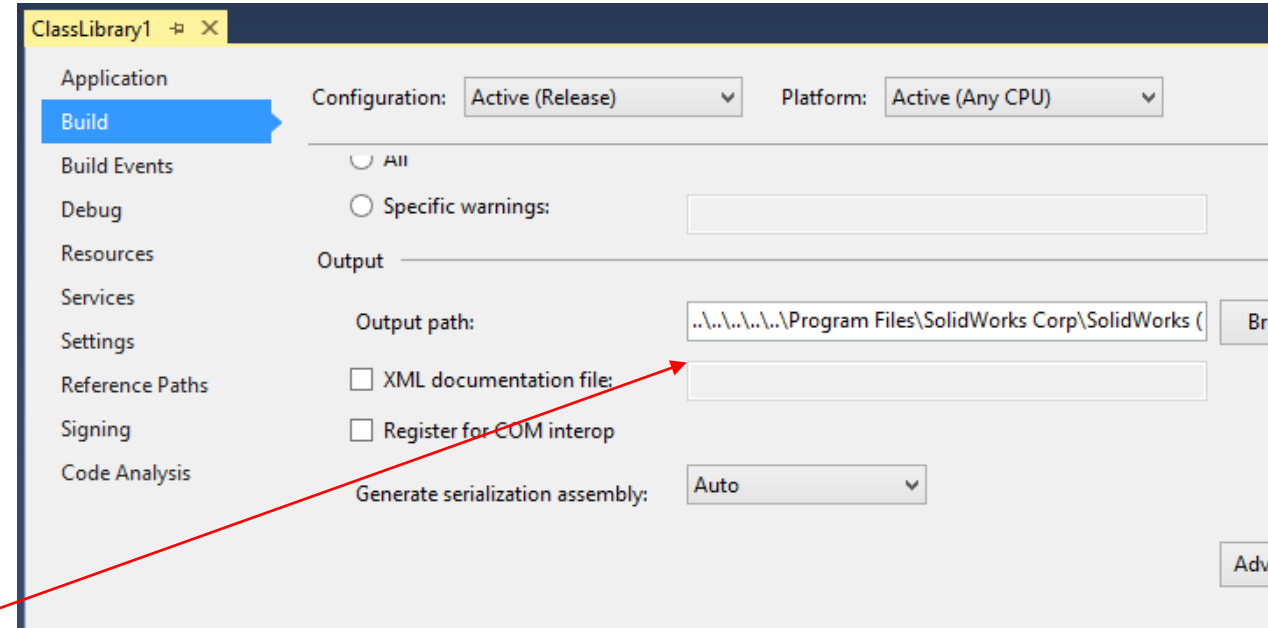 ClassLibrary1
Application
Build
Build Events
Debug
Resources
Services
Settings
Reference Paths
Signing
Code Analysis
Configuration: Active (Release) Platform: Active (Any CPU)
All
Specific warnings:
Output
Output path: ..\..\..\..\..\Program Files\SolidWorks Corp\SolidWorks ( Br
XML documentation file:
Register for COM interop
Generate serialization assembly: Auto
Adv